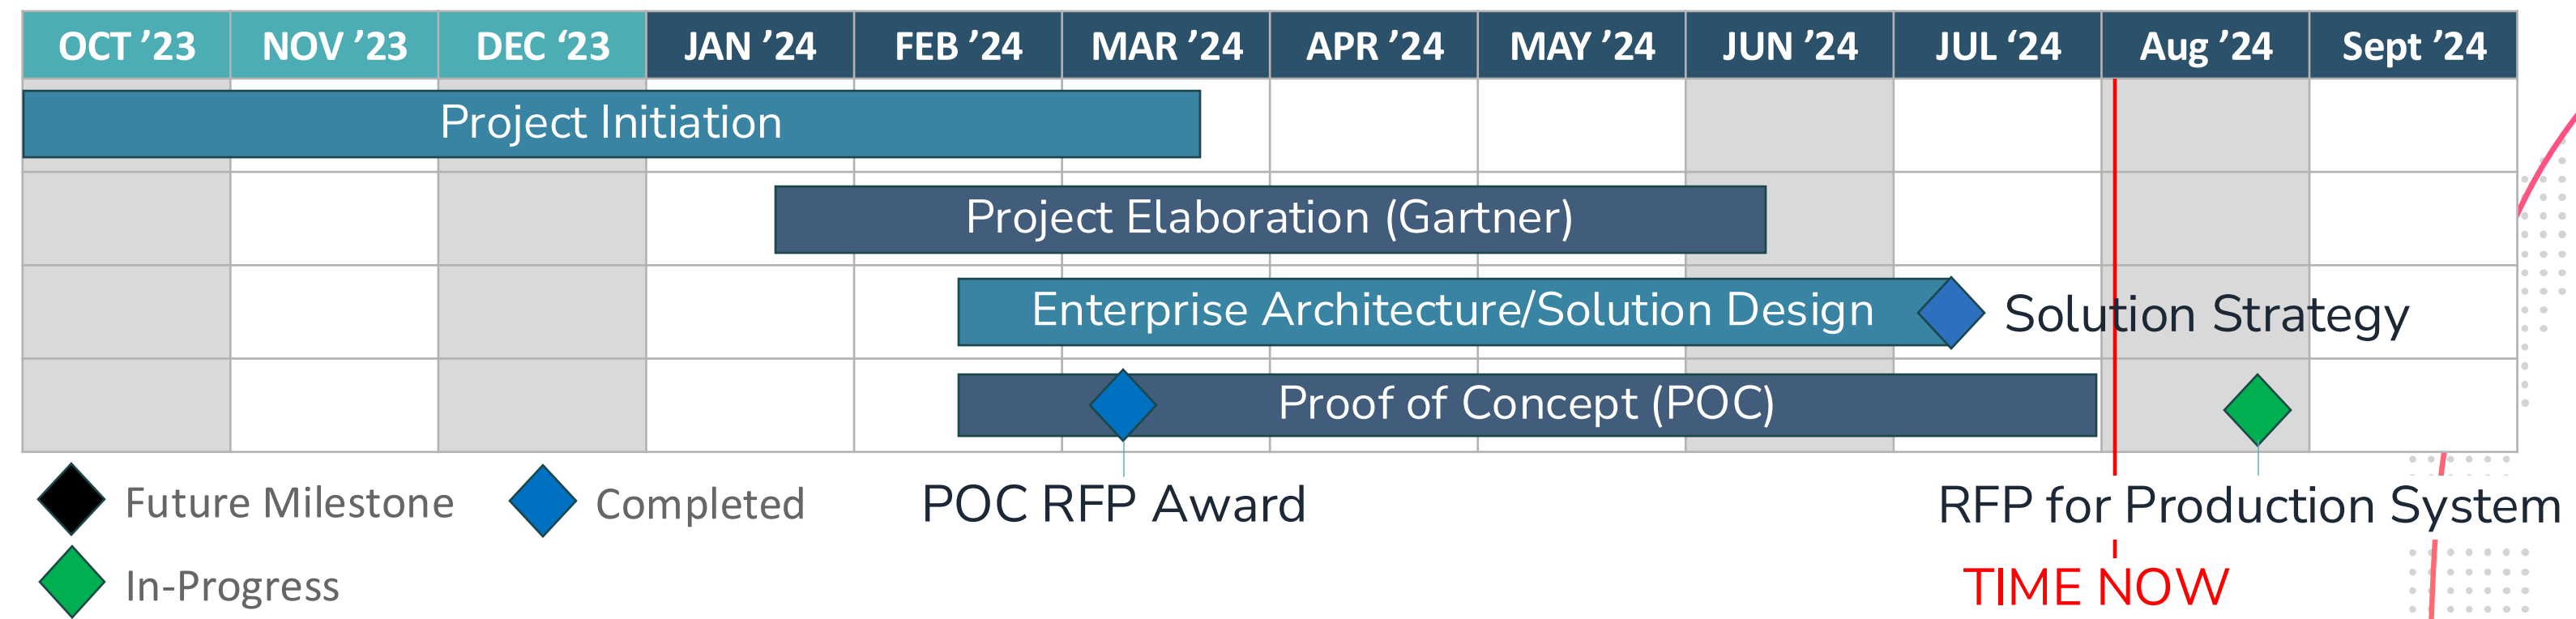 OCT ’23 NOV ’23 DEC ‘23 JAN ’24 FEB ’24 MAR ’24 APR ’24 MAY ’24 JUN ’24 JUL ‘24 Aug ’24 Sept ’24
Project Initiation
Project Elaboration (Gartner)
Enterprise Architecture/Solution Design Solution Strategy
Proof of Concept (POC)
Future Milestone Completed POC RFP Award RFP for Production System
In-Progress TIME NOW